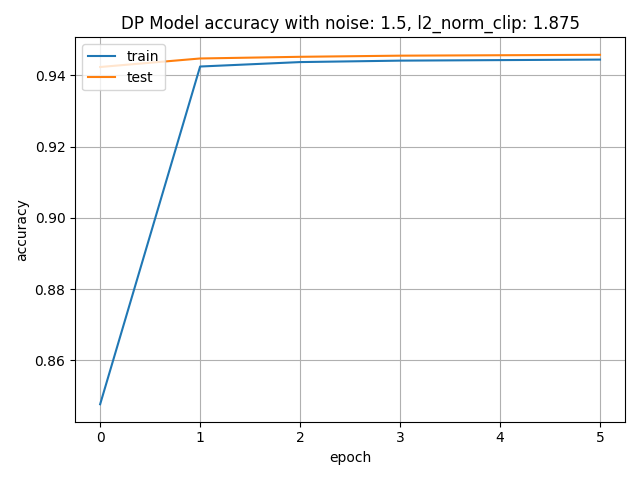 DP Model accuracy with noise: 1.5, l2_norm_clip: 1.875
train
test
0.94
0.92
0.90
0.88
0.86
accuracy
0 1 2 3 4 5
epoch